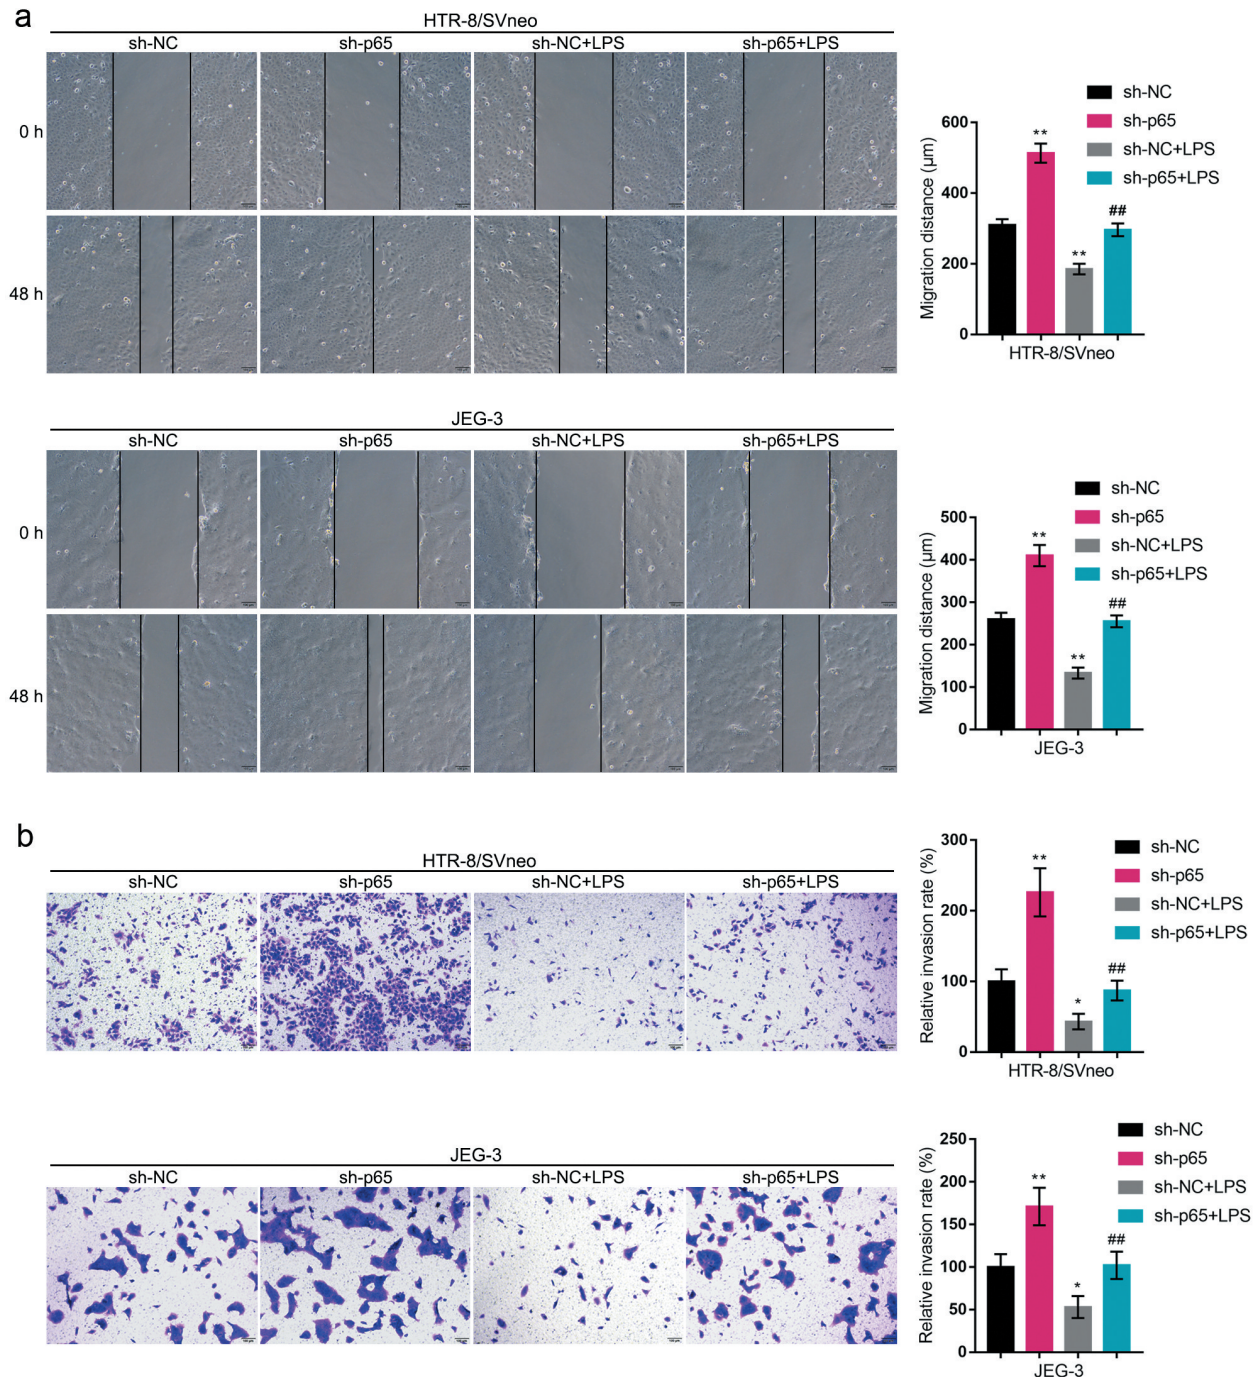 a
HTR-8/SVneo
sh-NC sh-p65 sh-NC+LPS sh-p65+LPS
0 h
48 h
sh-NC
sh-p65
sh-NC+LPS
sh-p65+LPS
Migration distance (μm)
600
400
200
0
**
**
##
HTR-8/SVneo
JEG-3
sh-NC sh-p65 sh-NC+LPS sh-p65+LPS
0 h
48 h
sh-NC
sh-p65
sh-NC+LPS
sh-p65+LPS
Migration distance (μm)
500
400
300
200
100
0
**
**
##
JEG-3
b
HTR-8/SVneo
sh-NC sh-p65 sh-NC+LPS sh-p65+LPS
sh-NC
sh-p65
sh-NC+LPS
sh-p65+LPS
Relative invasion rate (%)
300
200
100
0
**
*
##
HTR-8/SVneo
JEG-3
sh-NC sh-p65 sh-NC+LPS sh-p65+LPS
sh-NC
sh-p65
sh-NC+LPS
sh-p65+LPS
Relative invasion rate (%)
250
200
150
100
50
0
**
*
##
JEG-3